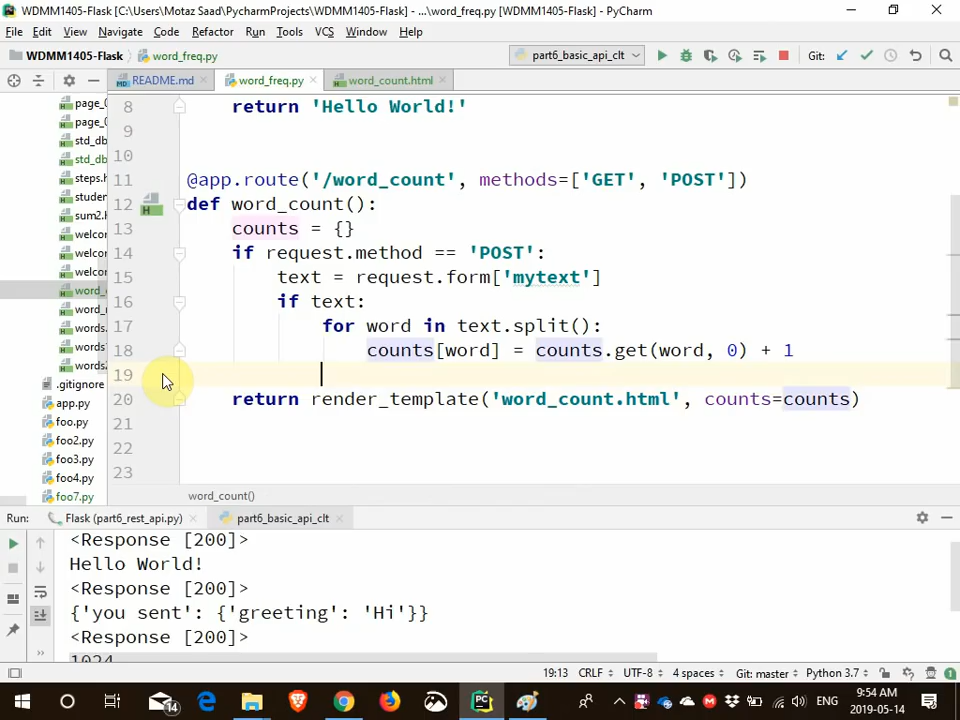 WDMM1405-Flask [C:\Users\Motaz Saad\PycharmProjects\WDMM1405-Flask] - ...\word_freq.py [WDMM1405-Flask] - PyCharm
File Edit View Navigate Code Refactor Run Tools VCS Window Help
WDMM1405-Flask word_freq.py part6_basic_api_clt Git:
README.md word_freq.py word_count.html
page_0
page_
std_db
std_db
steps.h
studen
sum2.
welcor
welcor
welcor
word_
word_r
words.
words
words2
.gitignore
app.py
foo.py
foo2.py
foo3.py
foo4.py
foo7.py
8 return 'Hello World!'
9
10
11 @app.route('/word_count', methods=['GET', 'POST'])
12 def word_count():
13 counts = {}
14 if request.method == 'POST':
15 text = request.form['mytext']
16 if text:
17 for word in text.split():
18 counts[word] = counts.get(word, 0) + 1
19
20 return render_template('word_count.html', counts=counts)
21
22
23
word_count()
Run: Flask (part6_rest_api.py) part6_basic_api_clt
<Response [200]>
Hello World!
<Response [200]>
{'you sent': {'greeting': 'Hi'}}
<Response [200]>
1024
19:13 CRLF UTF-8 4 spaces Git: master Python 3.7
14 ENG 9:54 AM
2019-05-14